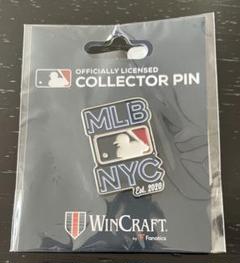 OFFICIALLY LICENSED
COLLECTOR PIN
MLB
NYC
Est. 2020
WINCRAFT
by Fanatics